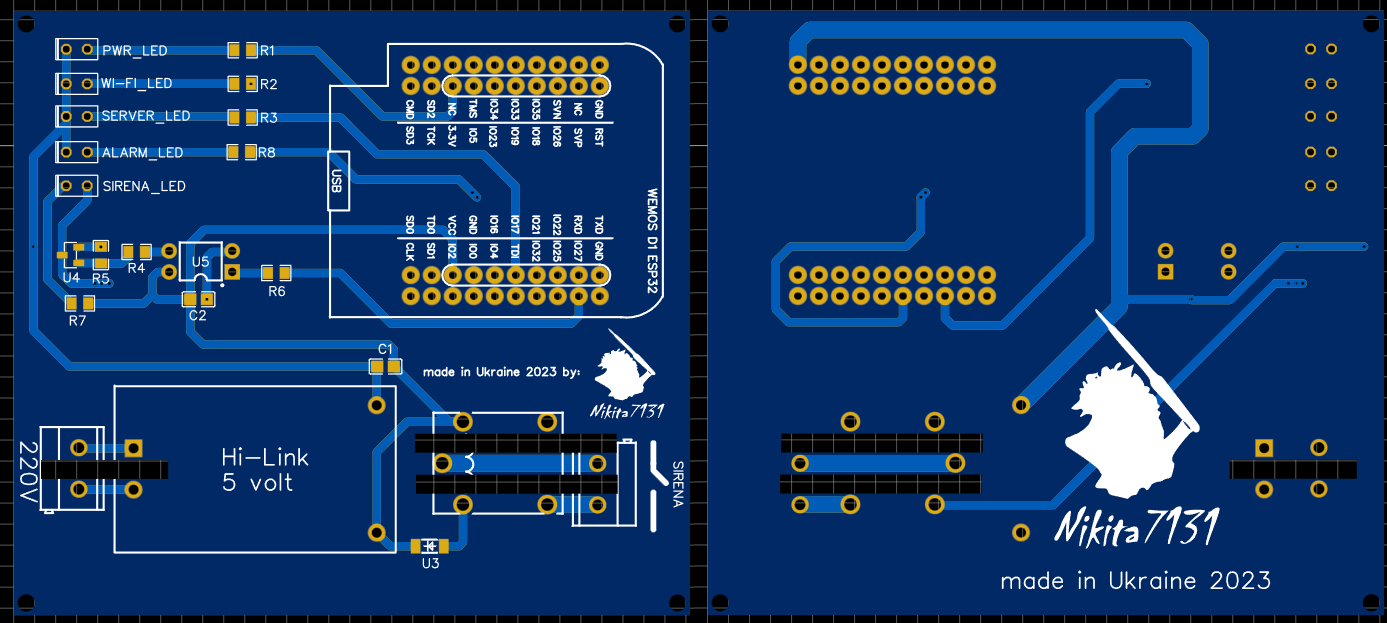 PWR_LED
R1
WI-FI_LED
R2
SERVER_LED
R3
ALARM_LED
R8
SIRENA_LED
GND SD2 NC TMS IO34 IO33 IO35 SVN NC GND
SD3 TCK 3.3V IO5 IO23 IO19 IO18 IO26 SVP RST
USB
WEMOS D1 ESP32
SD0 TD0 VCC GND IO16 IO17 IO21 IO22 RXD TXD
CLK SD1 IO2 IO0 IO4 TDI IO32 IO25 IO27 GND
U4
R5
R4
U5
R6
R7
C2
C1
made in Ukraine 2023 by:
Nikita7131
220V
Hi-Link
5 volt
SIRENA
U3
Nikita7131
made in Ukraine 2023